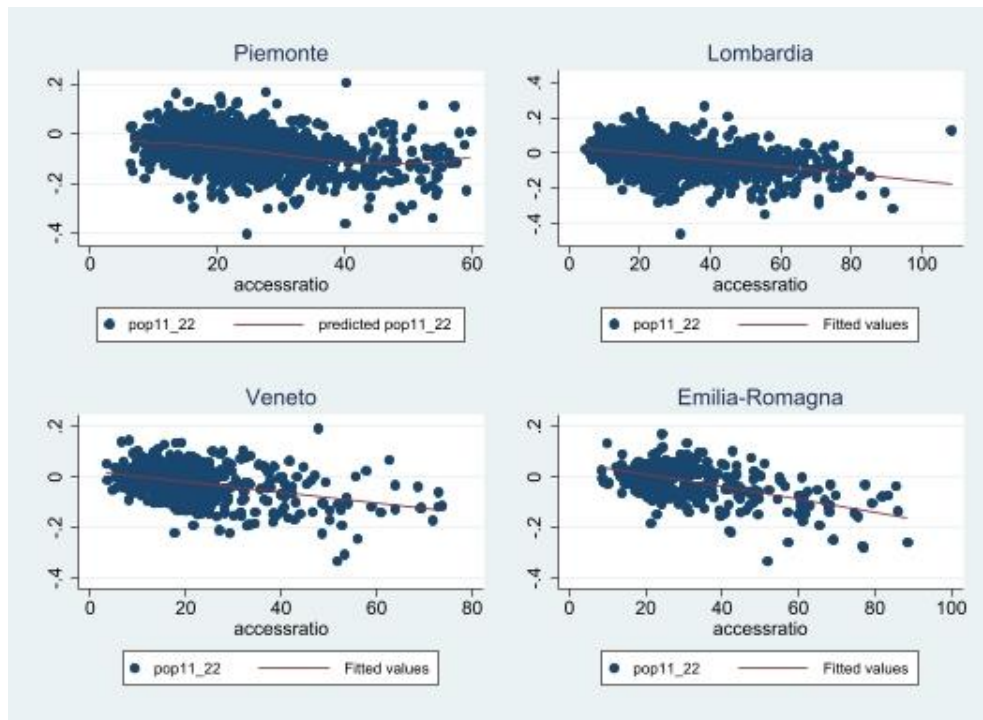 Piemonte
.2
0
-.2
-.4
0 20 40 60
accessratio
pop11_22 predicted pop11_22
Lombardia
.4
.2
0
-.2
-.4
0 20 40 60 80 100
accessratio
pop11_22 Fitted values
Veneto
.2
0
-.2
-.4
0 20 40 60 80
accessratio
pop11_22 Fitted values
Emilia-Romagna
.2
0
-.2
-.4
0 20 40 60 80 100
accessratio
pop11_22 Fitted values